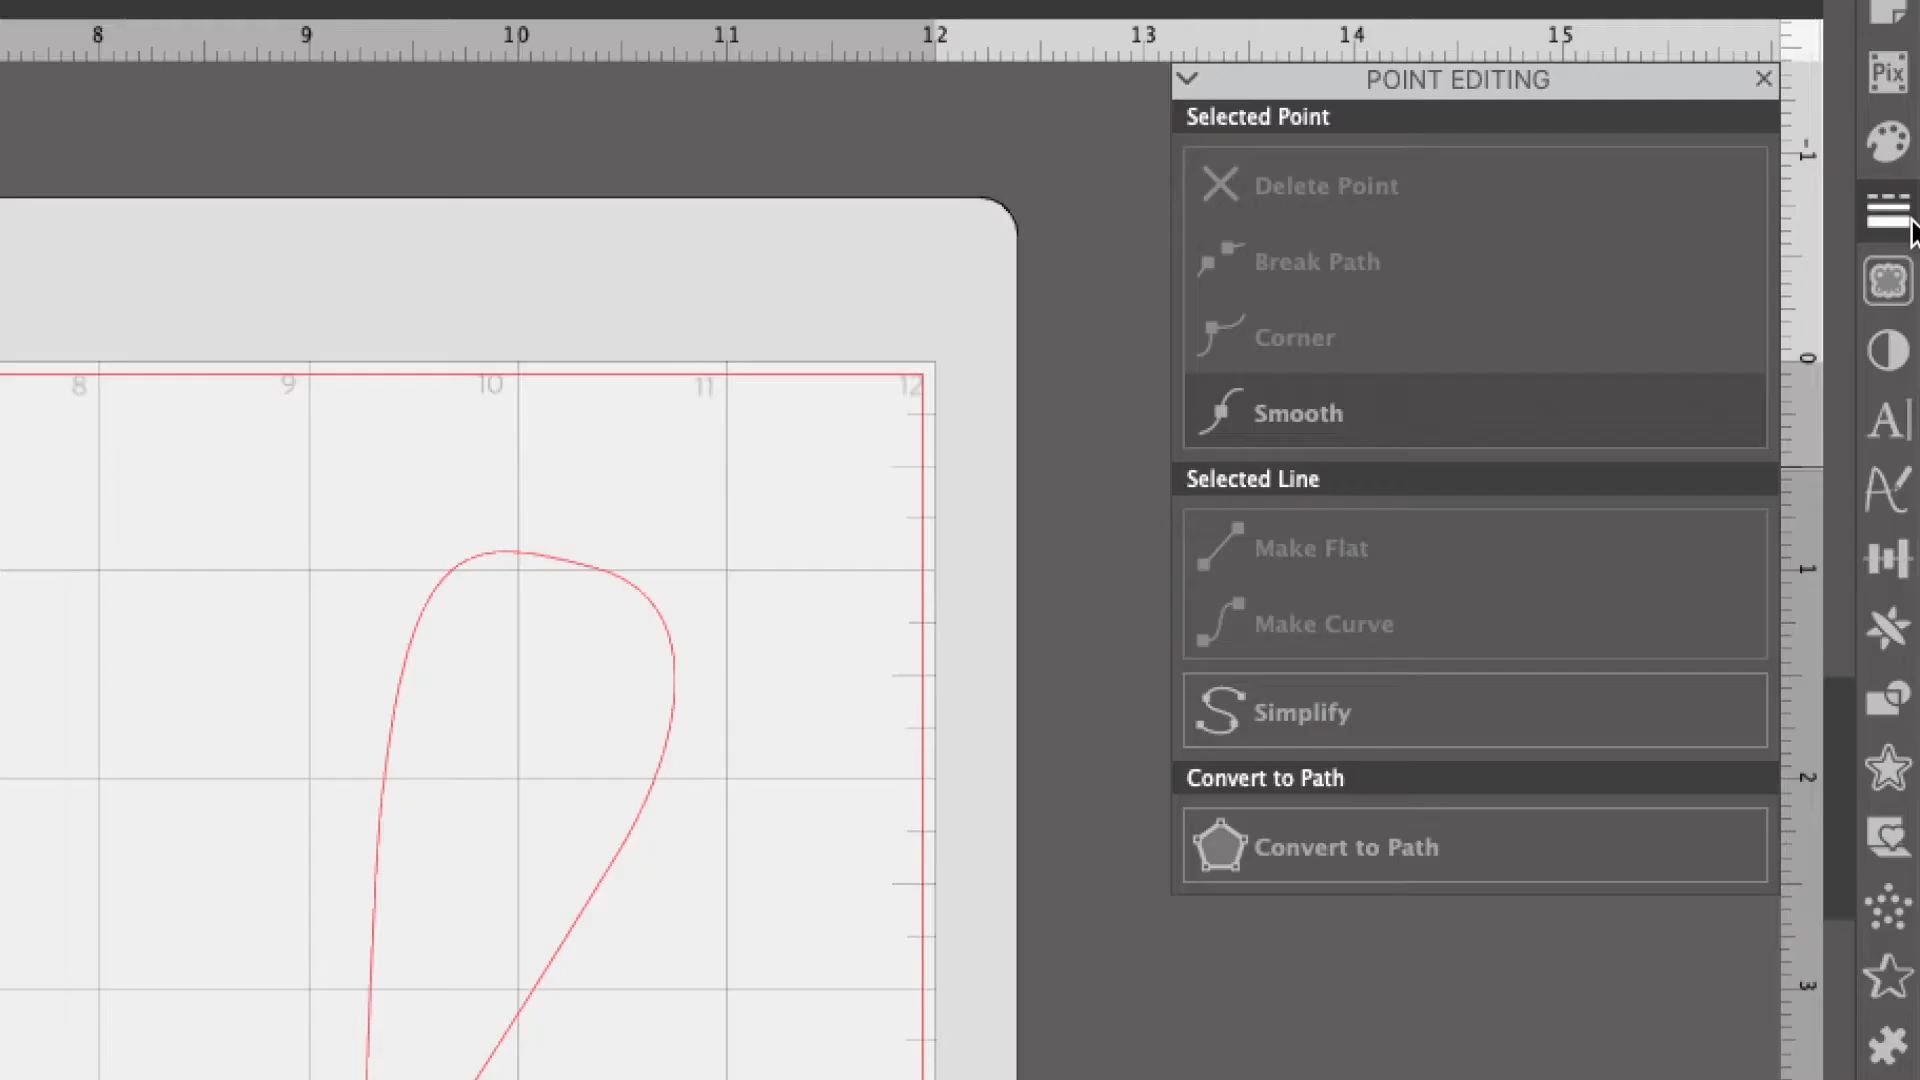 8 9 10 11 12 13 14 15
POINT EDITING
Selected Point
Delete Point
Break Path
Corner
Smooth
Selected Line
Make Flat
Make Curve
Simplify
Convert to Path
Convert to Path
8 9 10 11 12
-1
0
1
2
3
Pix
A